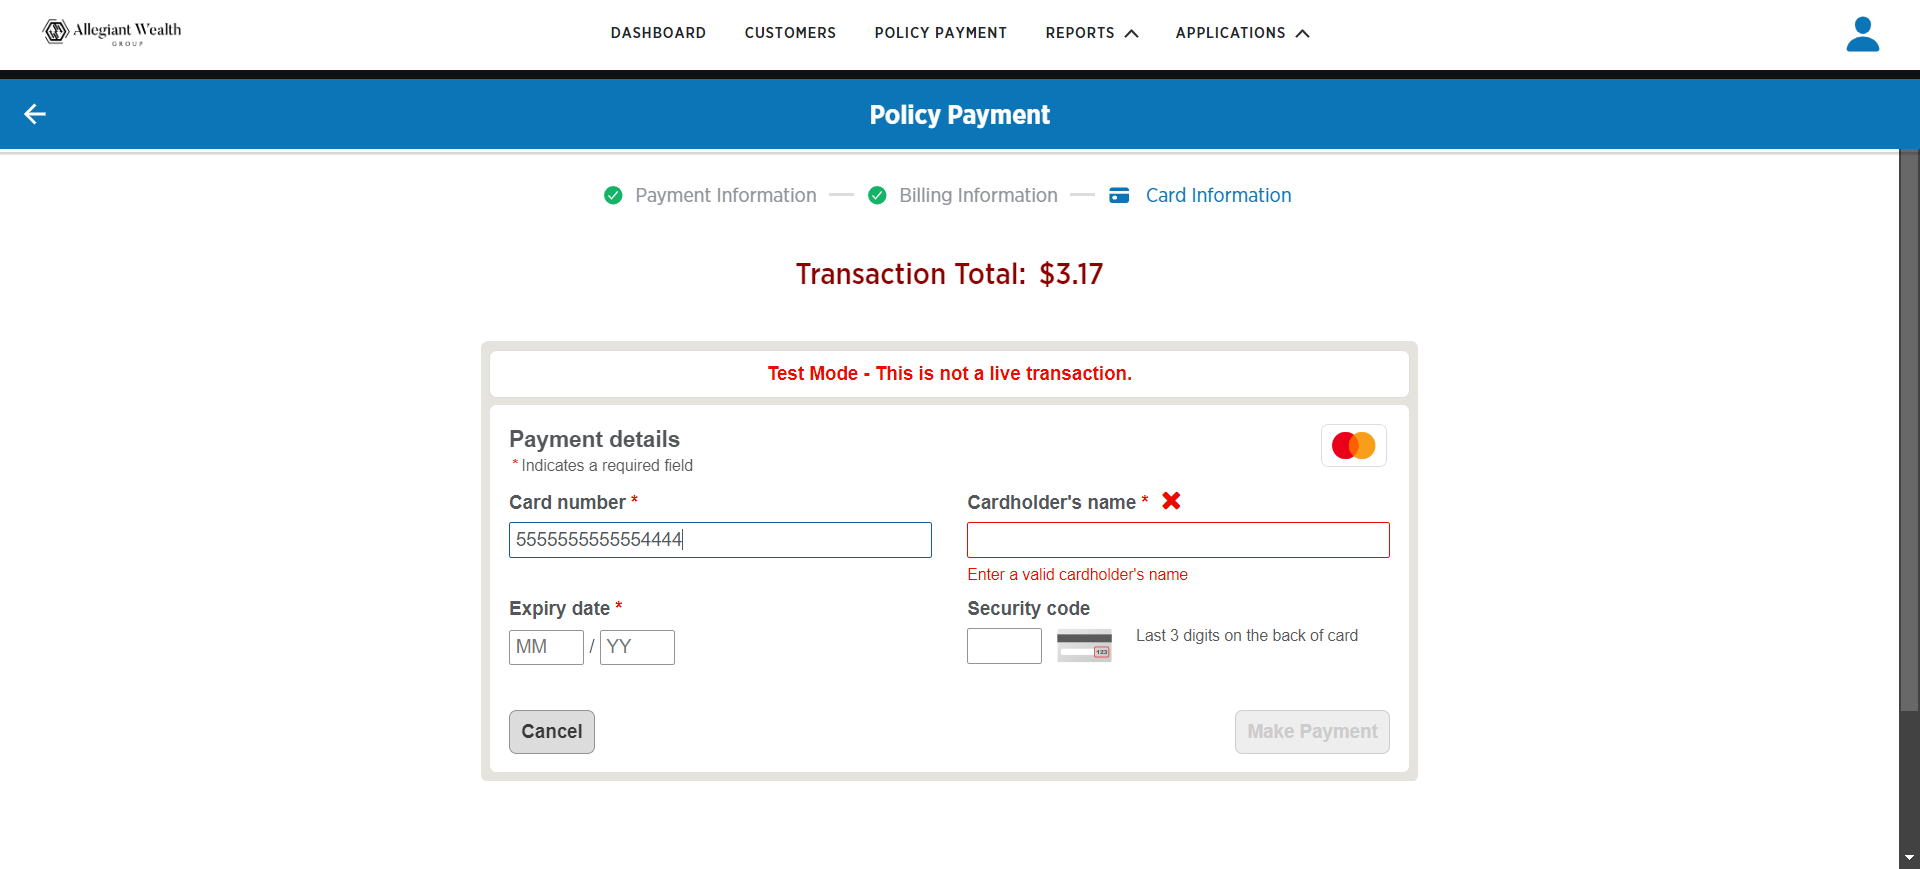 Allegiant Wealth
GROUP
DASHBOARD CUSTOMERS POLICY PAYMENT REPORTS APPLICATIONS
Policy Payment
Payment Information Billing Information Card Information
Transaction Total: $3.17
Test Mode - This is not a live transaction.
Payment details
* Indicates a required field
Card number * Cardholder's name *
5555555555554444
Enter a valid cardholder's name
Expiry date * Security code
MM / YY 123 Last 3 digits on the back of card
Cancel Make Payment